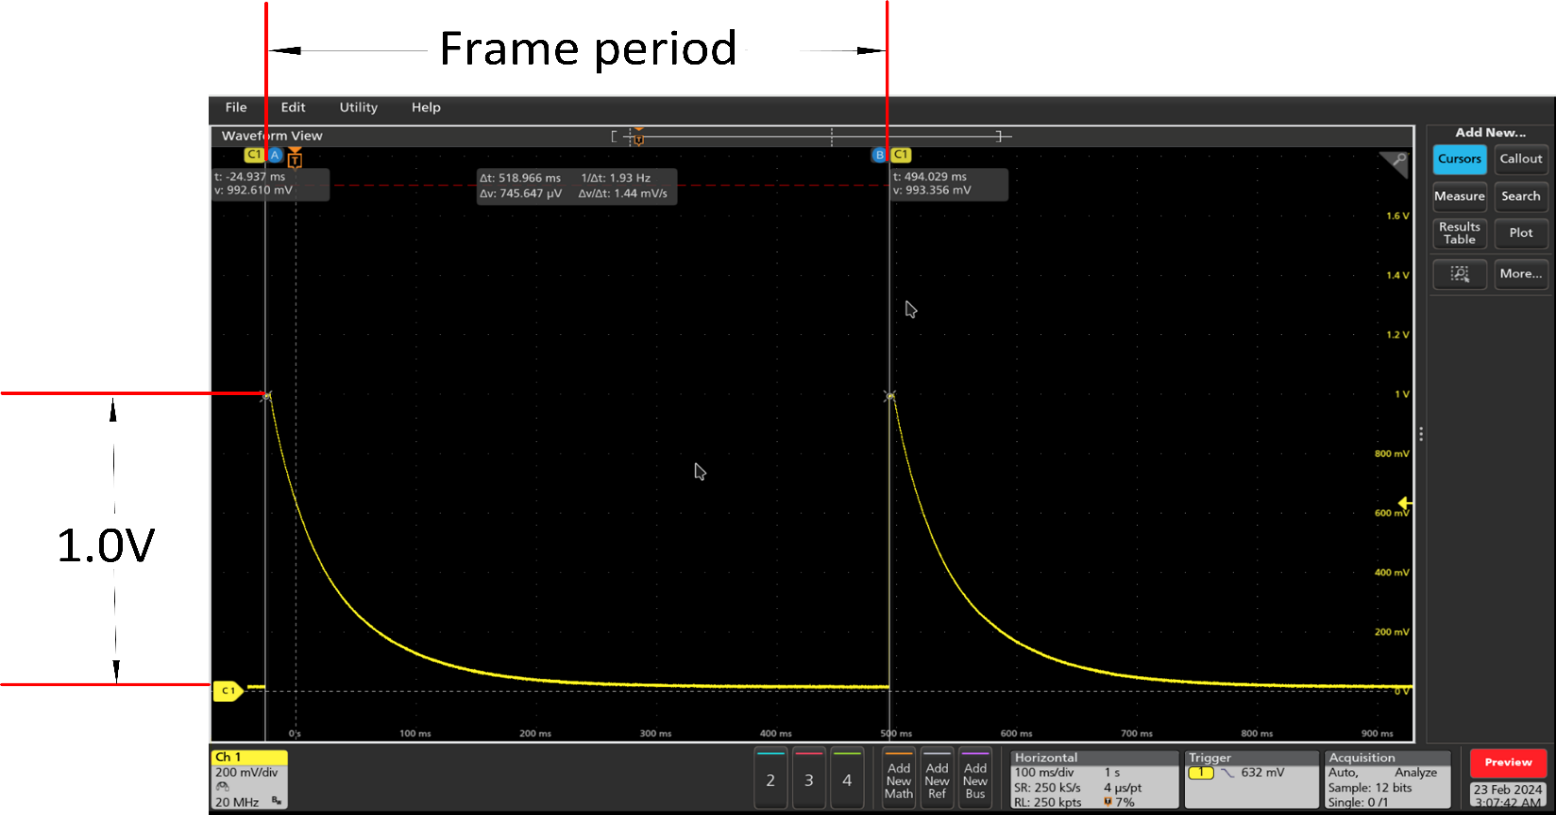 Frame period
File Edit Utility Help
Waveform View
Add New...
C1 A T B C1
Cursors Callout
t: -24.937 ms
v: 992.610 mV
Δt: 518.966 ms 1/Δt: 1.93 Hz
Δv: 745.647 µV Δv/Δt: 1.44 mV/s
t: 494.029 ms
v: 993.356 mV
Measure Search
Results Table Plot
More...
1.6 V
1.4 V
1.2 V
1 V
800 mV
600 mV
400 mV
200 mV
0 V
1.0V
C1
0 s 100 ms 200 ms 300 ms 400 ms 500 ms 600 ms 700 ms 800 ms 900 ms
Ch 1
200 mV/div
20 MHz
2 3 4
Add New Math
Add New Ref
Add New Bus
Horizontal
100 ms/div 1 s
SR: 250 kS/s 4 µs/pt
RL: 250 kpts 7%
Trigger
1 632 mV
Acquisition
Auto, Analyze
Sample: 12 bits
Single: 0 /1
Preview
23 Feb 2024
3:07:42 AM